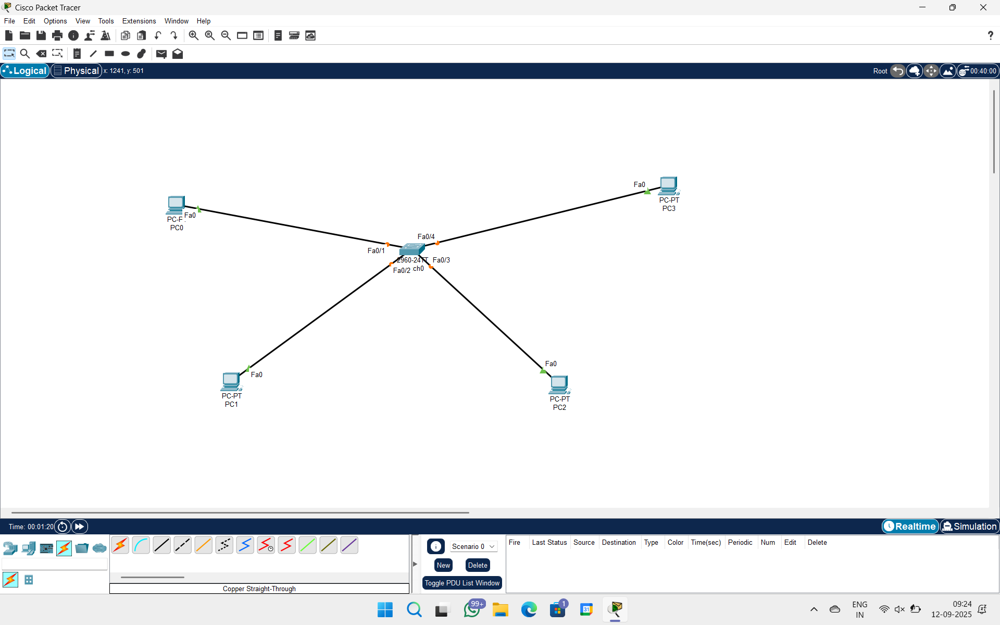 Cisco Packet Tracer
File Edit Options View Tools Extensions Window Help
?
Logical Physical x: 1241, y: 501 Root 00:40:00
Fa0
PC-PT
PC3
Fa0
PC-F
PC0
Fa0/4
Fa0/1
2960-24TT Fa0/3
Fa0/2 ch0
Fa0
Fa0
PC-PT
PC1
PC-PT
PC2
Time: 00:01:20 Realtime Simulation
Scenario 0
New Delete
Toggle PDU List Window
Fire Last Status Source Destination Type Color Time(sec) Periodic Num Edit Delete
Copper Straight-Through
99+
1
31
ENG
IN
09:24
12-09-2025